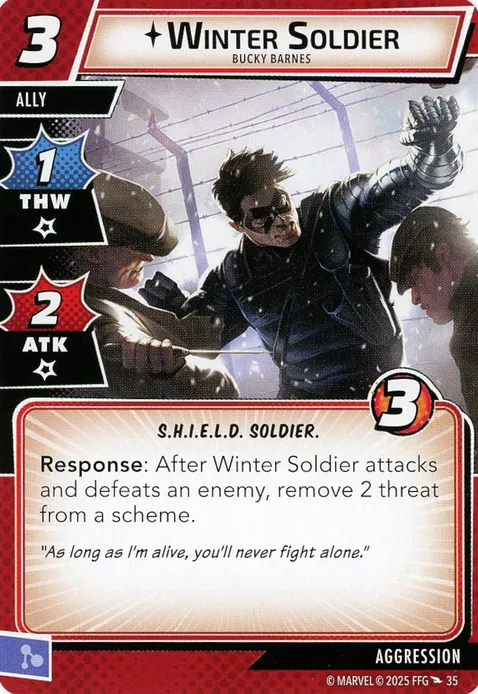 3
WINTER SOLDIER
BUCKY BARNES
ALLY
1
THW
2
ATK
3
S.H.I.E.L.D. SOLDIER.
Response: After Winter Soldier attacks
and defeats an enemy, remove 2 threat
from a scheme.
"As long as I'm alive, you'll never fight alone."
AGGRESSION
© MARVEL © 2025 FFG 35